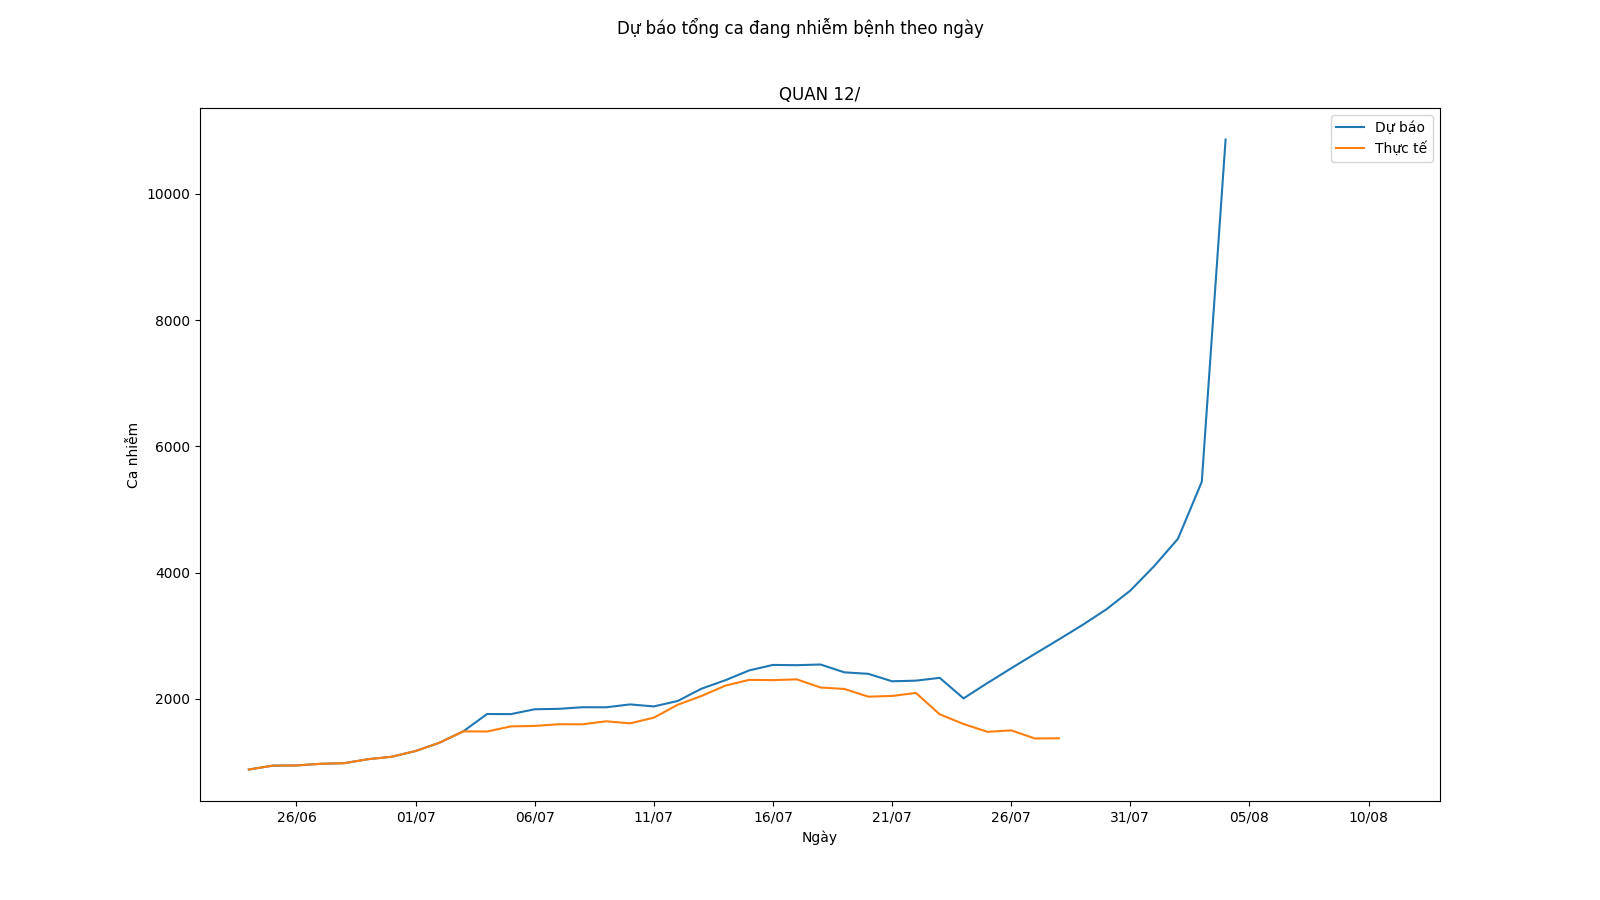 Dự báo tổng ca đang nhiễm bệnh theo ngày
QUAN 12/
Dự báo
Thực tế
10000
8000
6000
4000
2000
Ca nhiễm
26/06 01/07 06/07 11/07 16/07 21/07 26/07 31/07 05/08 10/08
Ngày